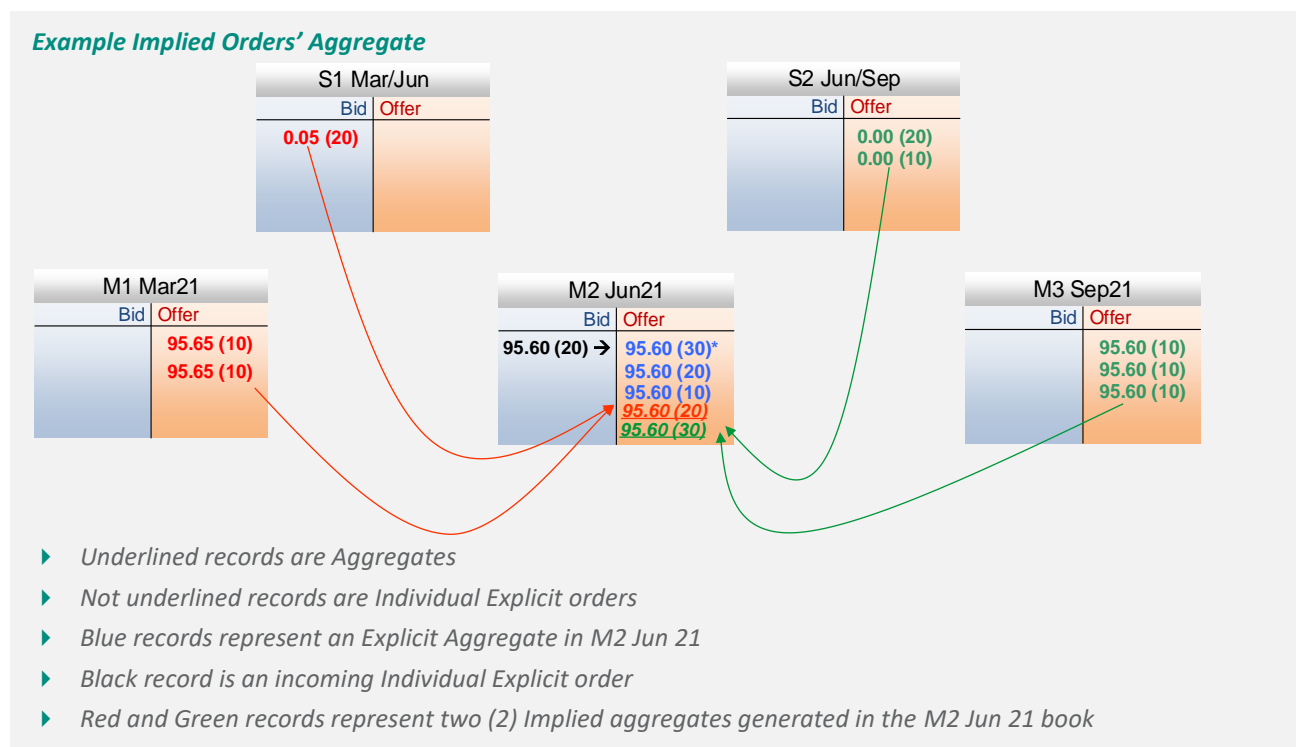 Example Implied Orders’ Aggregate
S1 Mar/Jun
Bid Offer
0.05 (20)
S2 Jun/Sep
Bid Offer
0.00 (20)
0.00 (10)
M1 Mar21
Bid Offer
95.65 (10)
95.65 (10)
M2 Jun21
Bid Offer
95.60 (20) → 95.60 (30)*
95.60 (20)
95.60 (10)
95.60 (20)
95.60 (30)
M3 Sep21
Bid Offer
95.60 (10)
95.60 (10)
95.60 (10)
Underlined records are Aggregates
Not underlined records are Individual Explicit orders
Blue records represent an Explicit Aggregate in M2 Jun 21
Black record is an incoming Individual Explicit order
Red and Green records represent two (2) Implied aggregates generated in the M2 Jun 21 book